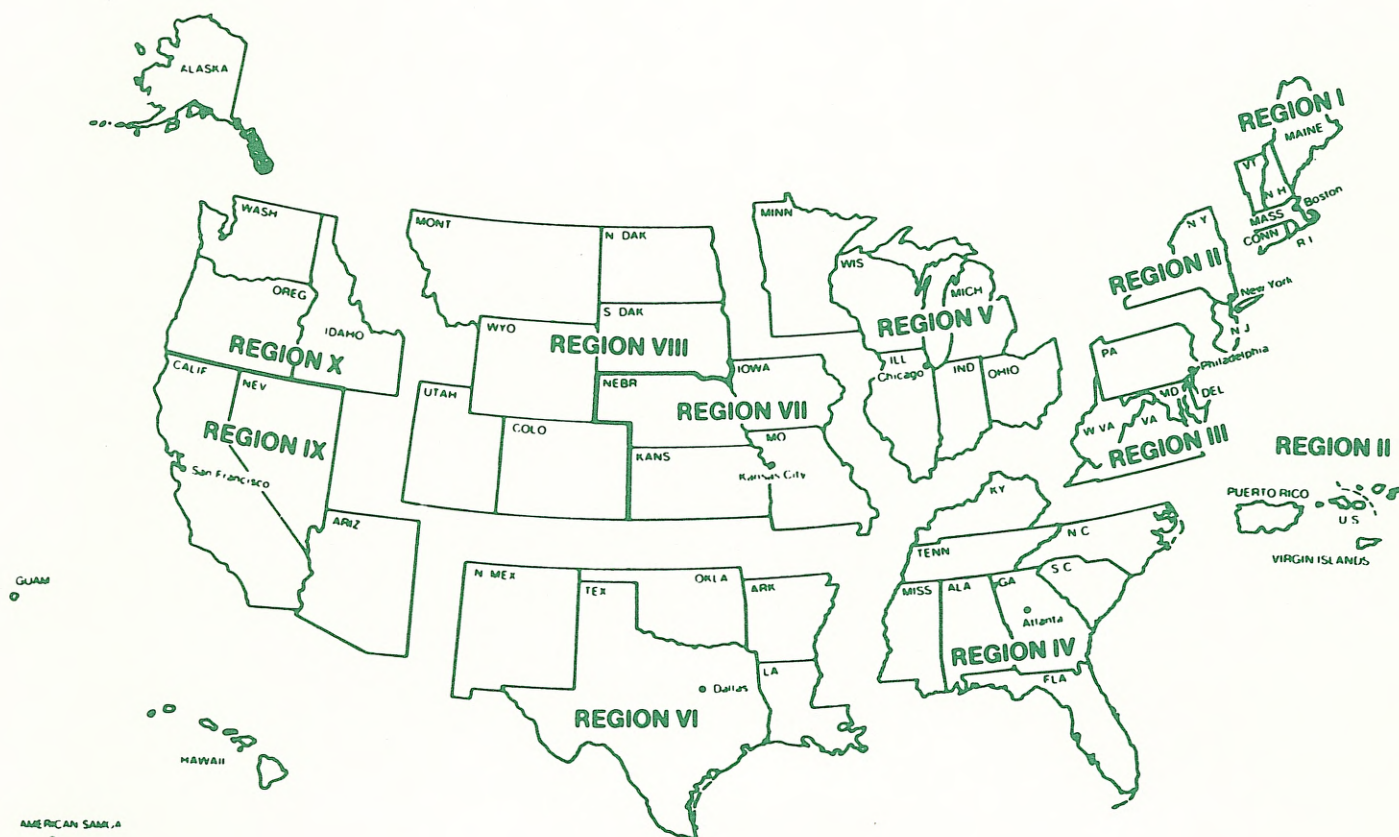 ALASKA
REGION I
MAINE
VT
N H
MASS
Boston
CONN
R I
N Y
REGION II
New York
N J
WASH
OREG
IDAHO
REGION X
MONT
N DAK
S DAK
WYO
REGION VIII
UTAH
COLO
MINN
WIS
MICH
REGION V
ILL
Chicago
IND
OHIO
PA
Philadelphia
MD
DEL
W VA
VA
REGION III
CALIF
NEV
REGION IX
San Francisco
ARIZ
NEBR
IOWA
REGION VII
MO
KANS
Kansas City
REGION II
PUERTO RICO
U S
VIRGIN ISLANDS
KY
TENN
N C
S C
MISS
ALA
GA
Atlanta
REGION IV
FLA
GUAM
N MEX
TEX
OKLA
ARK
LA
Dallas
REGION VI
HAWAII
AMERICAN SAMOA